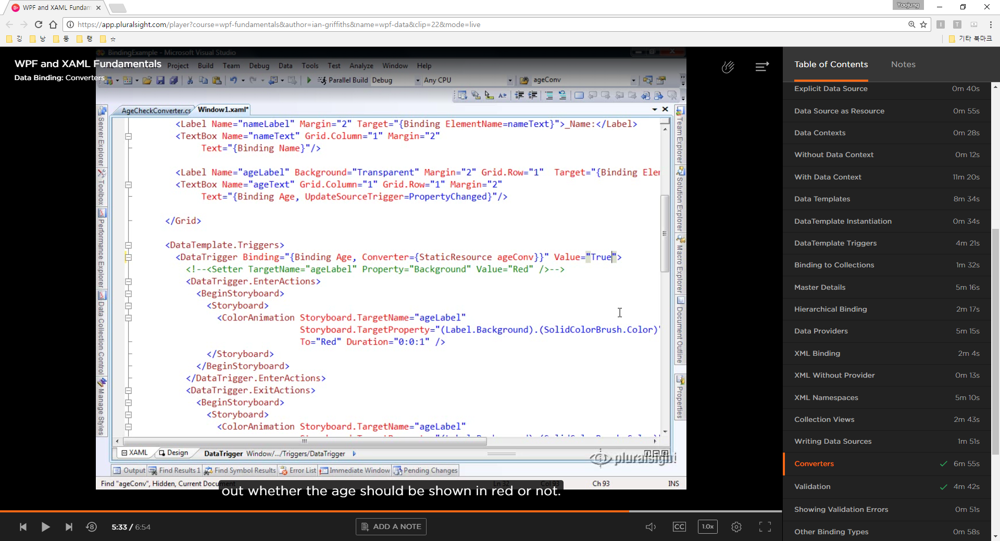 WPF and XAML Fundam
Yoojung
https://app.pluralsight.com/player?course=wpf-fundamentals&author=ian-griffiths&name=wpf-data&clip=22&mode=live
깅 낭 둥 랭 ☆ 기타 북마크
BindingExample - Microsoft Visual Studio
WPF and XAML Fundamentals
Project Build Team Debug Data Tools Test Analyze Window Help
Data Binding: Converters
Parallel Build Debug Any CPU ageConv
AgeCheckConverter.cs Window1.xaml*
<Label Name="nameLabel" Margin="2" Target="{Binding ElementName=nameText}">_Name:</Label>
<TextBox Name="nameText" Grid.Column="1" Margin="2"
Text="{Binding Name}"/>
<Label Name="ageLabel" Background="Transparent" Margin="2" Grid.Row="1" Target="{Binding Eler
<TextBox Name="ageText" Grid.Column="1" Grid.Row="1" Margin="2"
Text="{Binding Age, UpdateSourceTrigger=PropertyChanged}"/>
</Grid>
<DataTemplate.Triggers>
<DataTrigger Binding="{Binding Age, Converter={StaticResource ageConv}}" Value="True">
<!--<Setter TargetName="ageLabel" Property="Background" Value="Red" />-->
<DataTrigger.EnterActions>
<BeginStoryboard>
<Storyboard>
<ColorAnimation Storyboard.TargetName="ageLabel"
Storyboard.TargetProperty="(Label.Background).(SolidColorBrush.Color)"
To="Red" Duration="0:0:1" />
</Storyboard>
</BeginStoryboard>
</DataTrigger.EnterActions>
<DataTrigger.ExitActions>
<BeginStoryboard>
<Storyboard>
<ColorAnimation Storyboard.TargetName="ageLabel"
Server Explorer
Toolbox
Performance Explorer
Data Collection Control
Manage Styles
Team Explorer
Solution Explorer
Macro Explorer
Document Outline
Properties
XAML Design DataTrigger Window/.../Triggers/DataTrigger
pluralsight
Output Find Results 1 Find Symbol Results Error List Immediate Window Pending Changes
Find "ageConv", Hidden, Current Document Ln 32 Col 93 Ch 93 INS
out whether the age should be shown in red or not.
8 5:33 / 6:54 ADD A NOTE CC 1.0x
Table of Contents Notes
Explicit Data Source 0m 40s
Data Source as Resource 0m 55s
Data Contexts 0m 28s
Without Data Context 0m 12s
With Data Context 11m 20s
Data Templates 8m 34s
DataTemplate Instantiation 0m 34s
DataTemplate Triggers 4m 21s
Binding to Collections 1m 32s
Master Details 5m 16s
Hierarchical Binding 2m 17s
Data Providers 5m 15s
XML Binding 2m 4s
XML Without Provider 0m 13s
XML Namespaces 5m 10s
Collection Views 2m 43s
Writing Data Sources 1m 51s
Converters 6m 55s
Validation 4m 42s
Showing Validation Errors 0m 51s
Other Binding Types 0m 58s